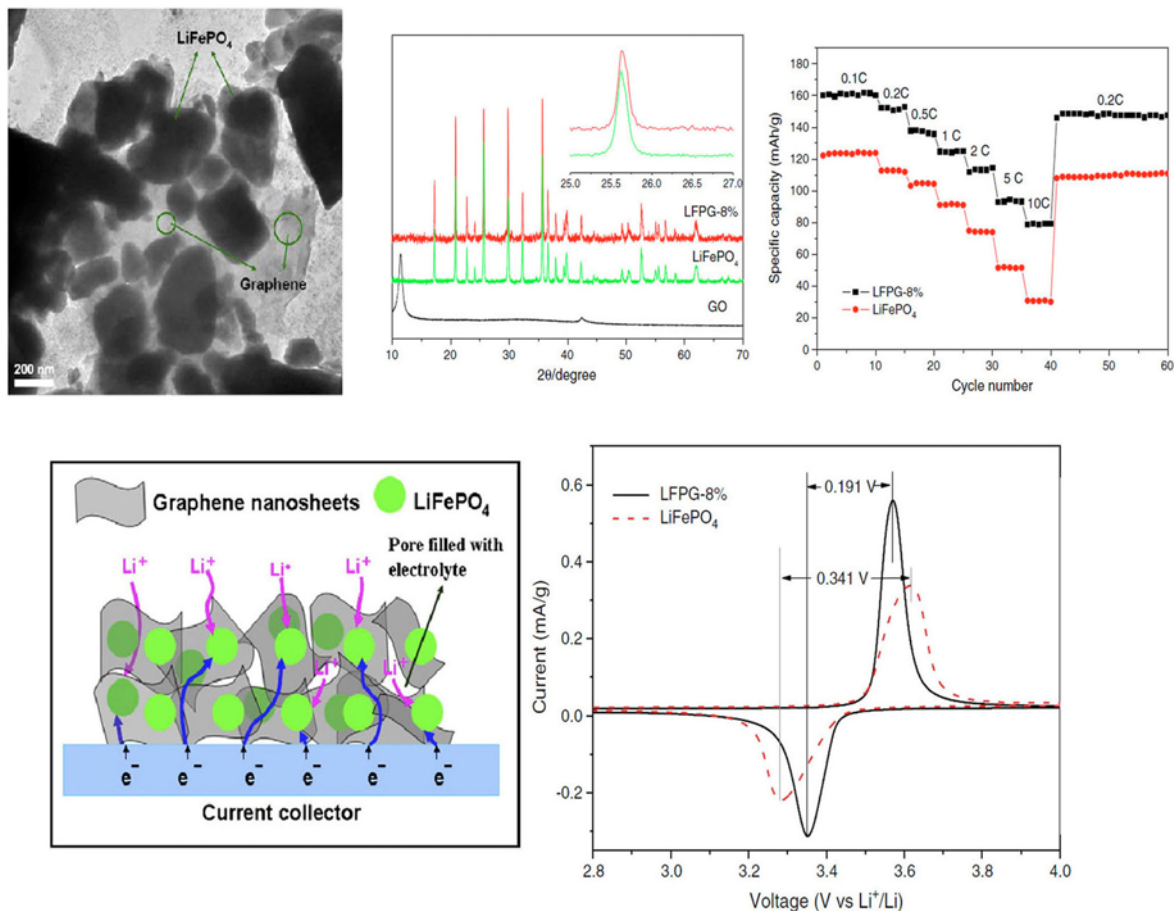 LiFePO₄
Graphene
200 nm
25.0 25.5 26.0 26.5 27.0
LFPG-8%
LiFePO₄
GO
10 20 30 40 50 60 70
2θ/degree
180
160
140
120
100
80
60
40
20
0
0.1C
0.2C
0.5C
1 C
2 C
5 C
10C
0.2C
LFPG-8%
LiFePO₄
0 10 20 30 40 50 60
Cycle number
Specific capacity (mAh/g)
Graphene nanosheets
LiFePO₄
Pore filled with
electrolyte
Li⁺ Li⁺ Li⁺ Li⁺
Li⁺ Li⁺
e⁻ e⁻ e⁻ e⁻ e⁻ e⁻
Current collector
LFPG-8%
LiFePO₄
0.191 V
0.341 V
0.6
0.4
0.2
0.0
-0.2
Current (mA/g)
2.8 3.0 3.2 3.4 3.6 3.8 4.0
Voltage (V vs Li⁺/Li)